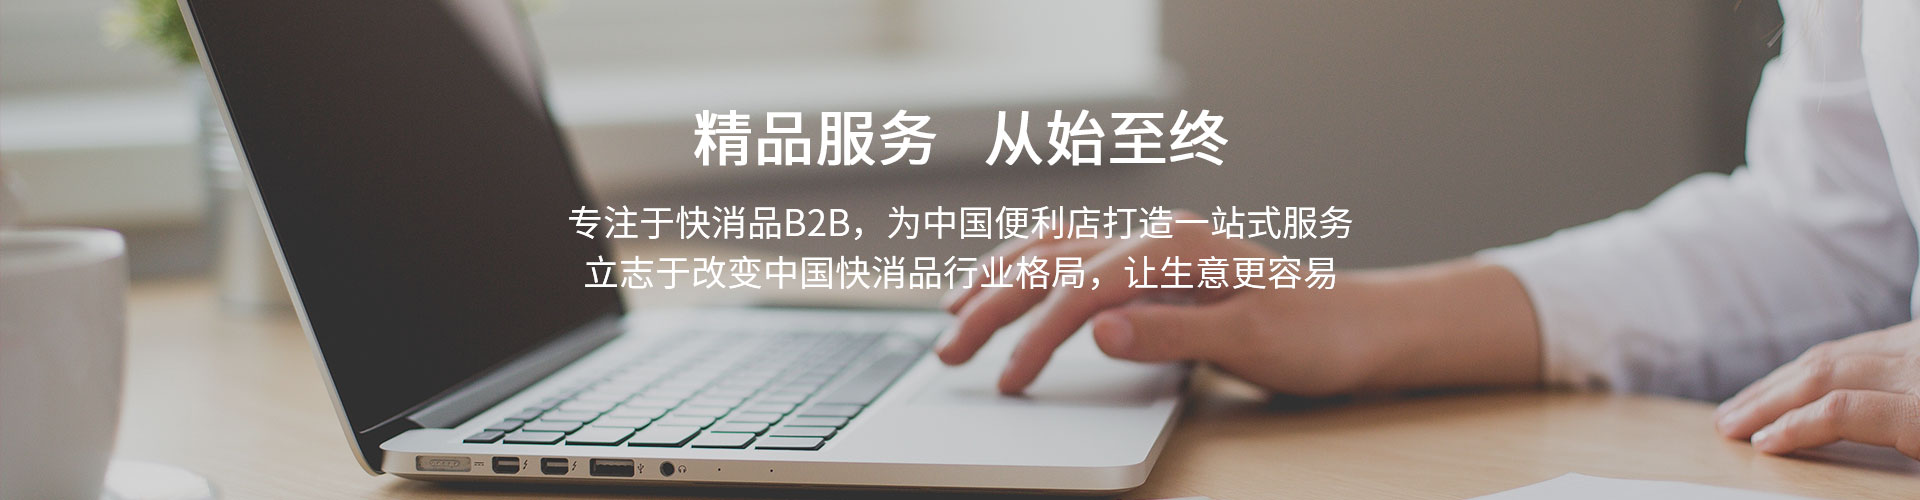 精品服务 从始至终
专注于快消品B2B，为中国便利店打造一站式服务
立志于改变中国快消品行业格局，让生意更容易